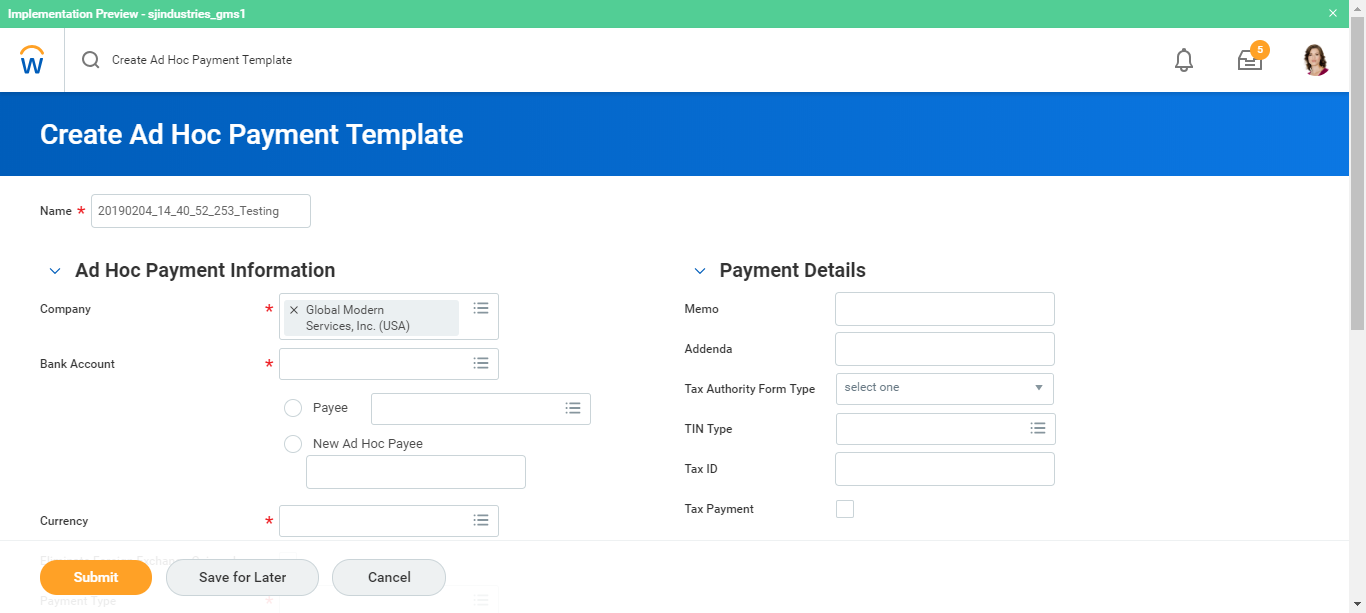 Implementation Preview - sjindustries_gms1
W
Create Ad Hoc Payment Template
5
Create Ad Hoc Payment Template
Name *
20190204_14_40_52_253_Testing
Ad Hoc Payment Information
Company *
Global Modern
Services, Inc. (USA)
Bank Account *
Payee
New Ad Hoc Payee
Currency *
Payment Type *
Submit
Save for Later
Cancel
Payment Details
Memo
Addenda
Tax Authority Form Type
select one
TIN Type
Tax ID
Tax Payment